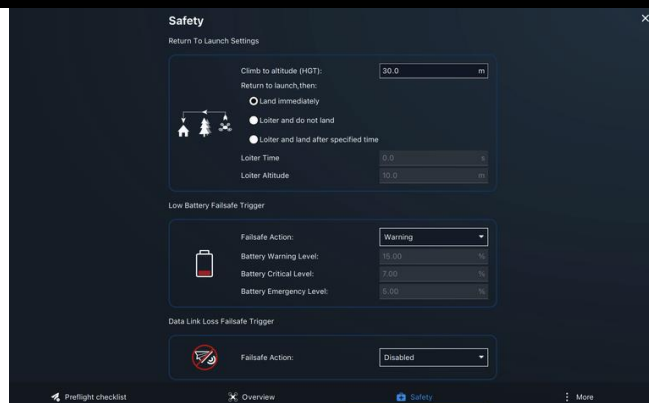 Safety
Return To Launch Settings
Climb to altitude (HGT): 30.0 m
Return to launch,then:
Land immediately
Loiter and do not land
Loiter and land after specified time
Loiter Time 0.0 s
Loiter Altitude 10.0 m
Low Battery Failsafe Trigger
Failsafe Action: Warning
Battery Warning Level: 15.00 %
Battery Critical Level: 7.00 %
Battery Emergency Level: 5.00 %
Data Link Loss Failsafe Trigger
Failsafe Action: Disabled
Preflight checklist Overview Safety More